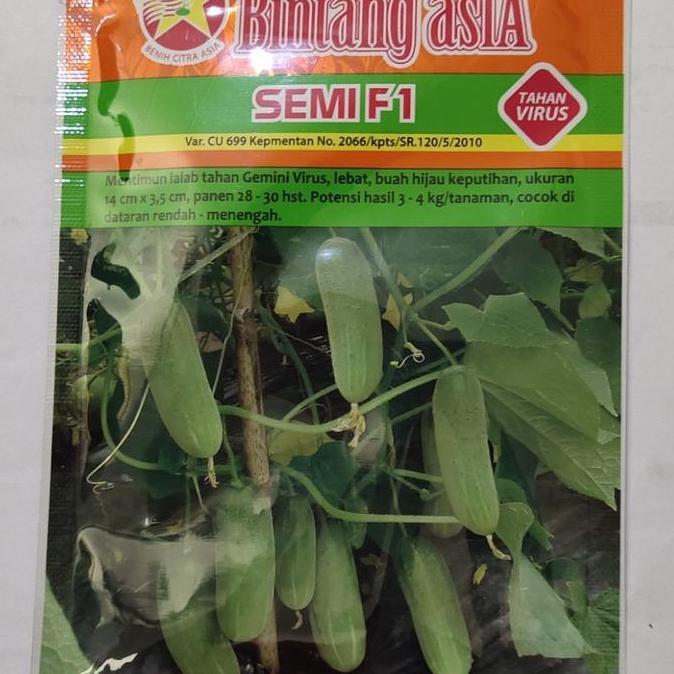 Bintang asIA
BENIH CITRA ASIA
SEMI F1
TAHAN
VIRUS
Var. CU 699 Kepmentan No. 2066/kpts/SR.120/5/2010
Mentimun lalab tahan Gemini Virus, lebat, buah hijau keputihan, ukuran
14 cm x 3,5 cm, panen 28 - 30 hst. Potensi hasil 3 - 4 kg/tanaman, cocok di
dataran rendah - menengah.